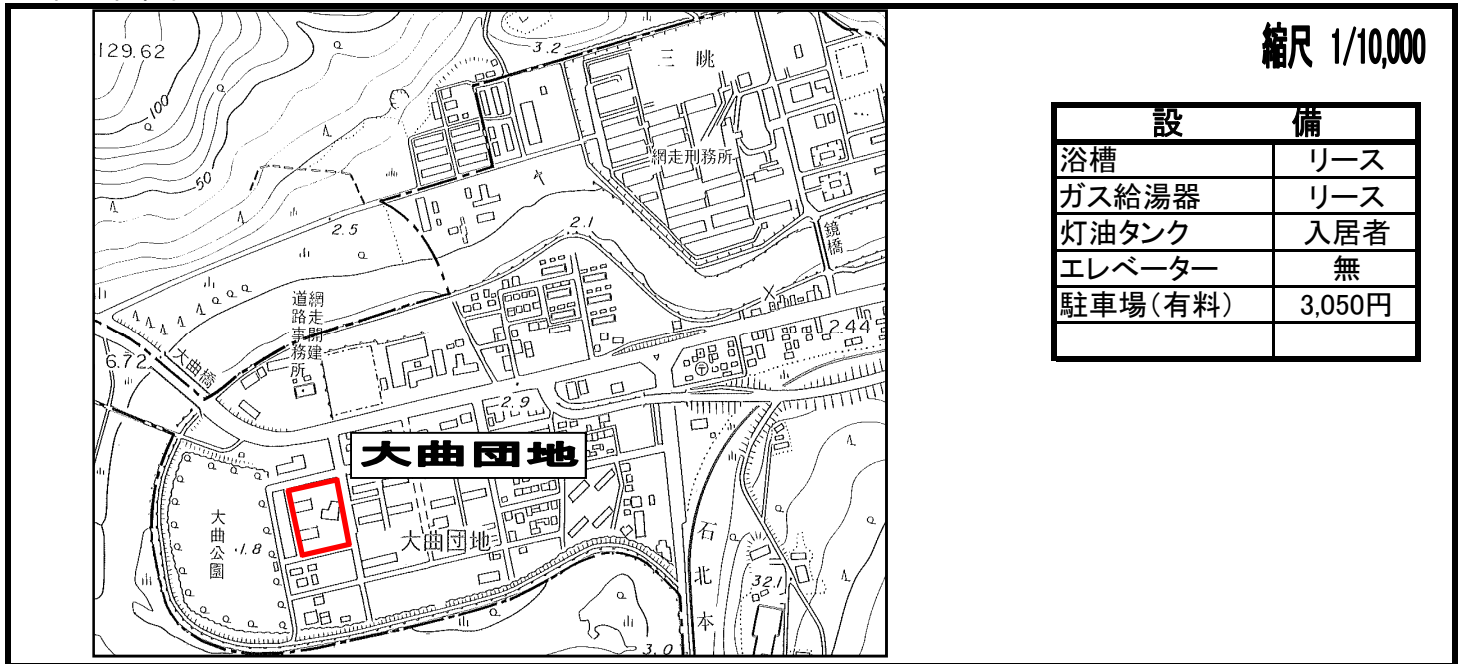 縮尺 1/10,000
129.62
3.2
三眺
100
網走刑務所
50
2.5
2.1
鏡橋
網走開建
道路事務所
2.44
6.72
大曲橋
2.9
大曲団地
大曲公園
1.8
大曲団地
石北本
32.1
3.0
設 備
浴槽 リース
ガス給湯器 リース
灯油タンク 入居者
エレベーター 無
駐車場(有料) 3,050円